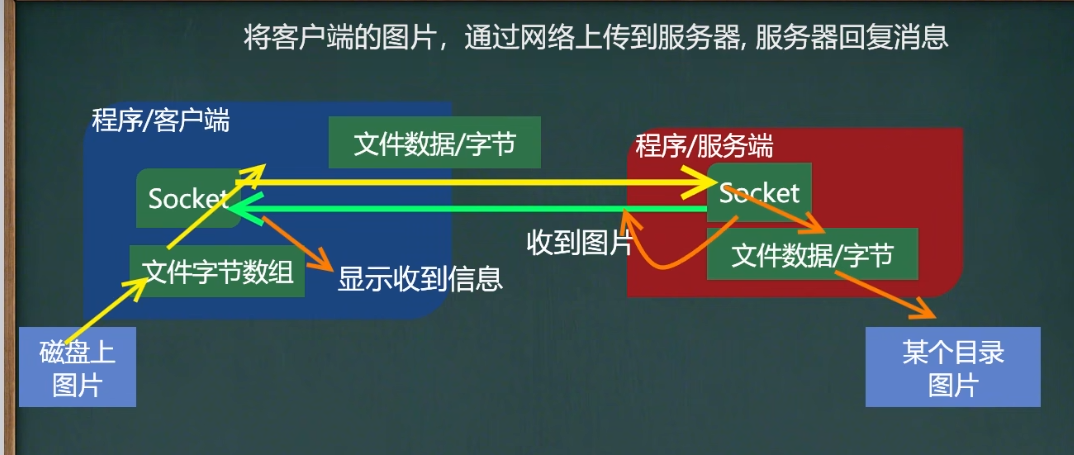 将客户端的图片，通过网络上传到服务器, 服务器回复消息
程序/客户端
文件数据/字节
程序/服务端
Socket
Socket
收到图片
文件数据/字节
文件字节数组
显示收到信息
磁盘上
图片
某个目录
图片